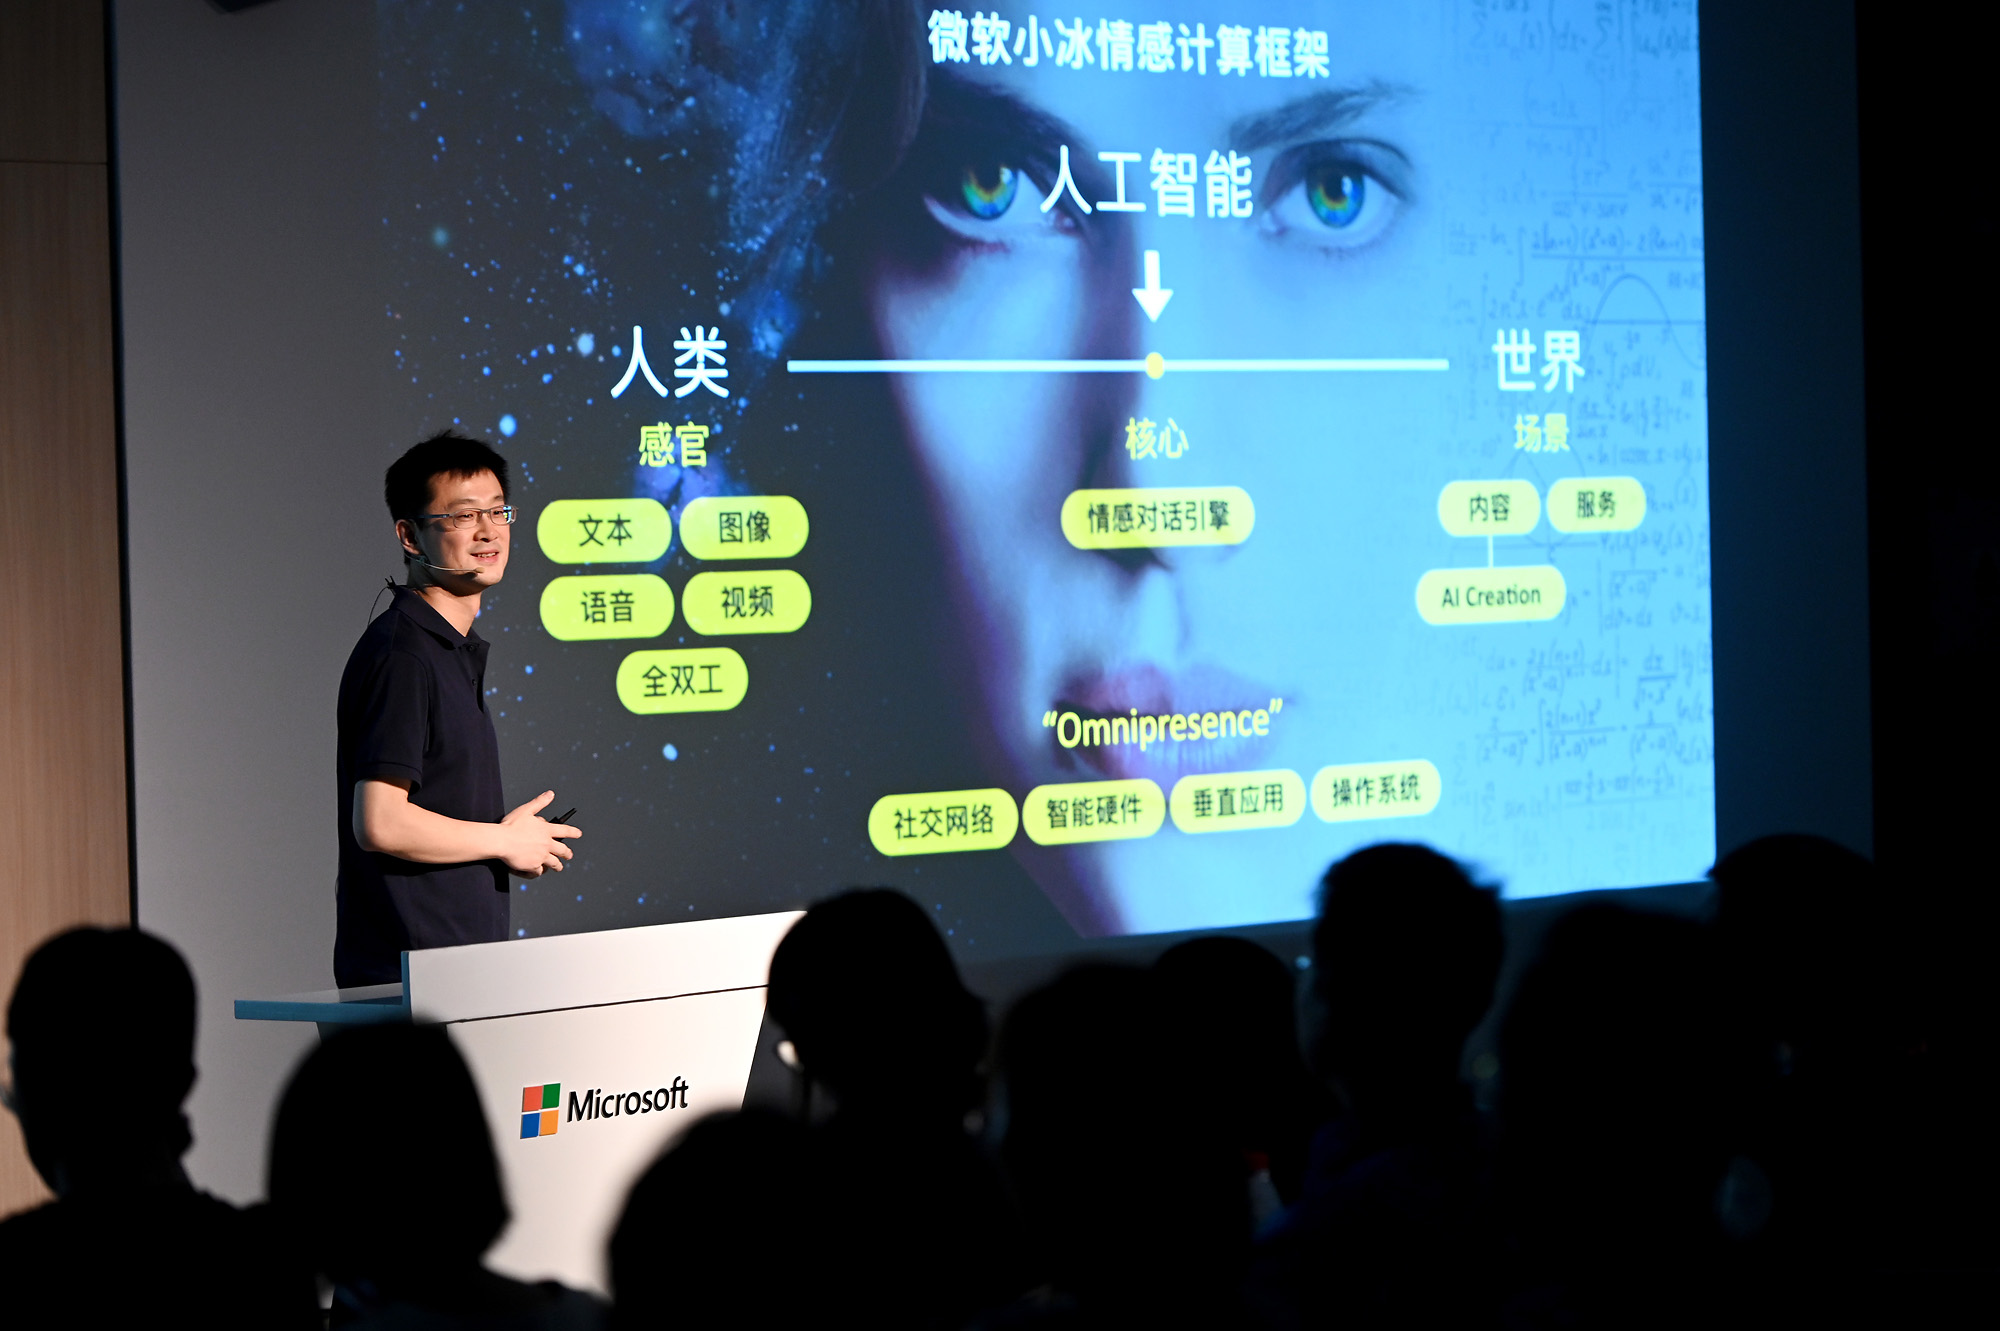 微软小冰情感计算框架
人工智能
人类
世界
感官
核心
场景
文本
图像
情感对话引擎
内容
服务
语音
视频
AI Creation
全双工
“Omnipresence”
社交网络
智能硬件
垂直应用
操作系统
Microsoft